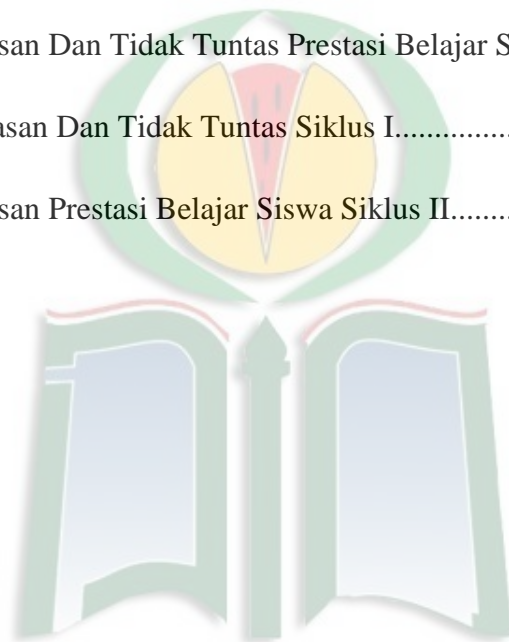 san Dan Tidak Tuntas Prestasi Belajar S
asan Dan Tidak Tuntas Siklus I...............
san Prestasi Belajar Siswa Siklus II........